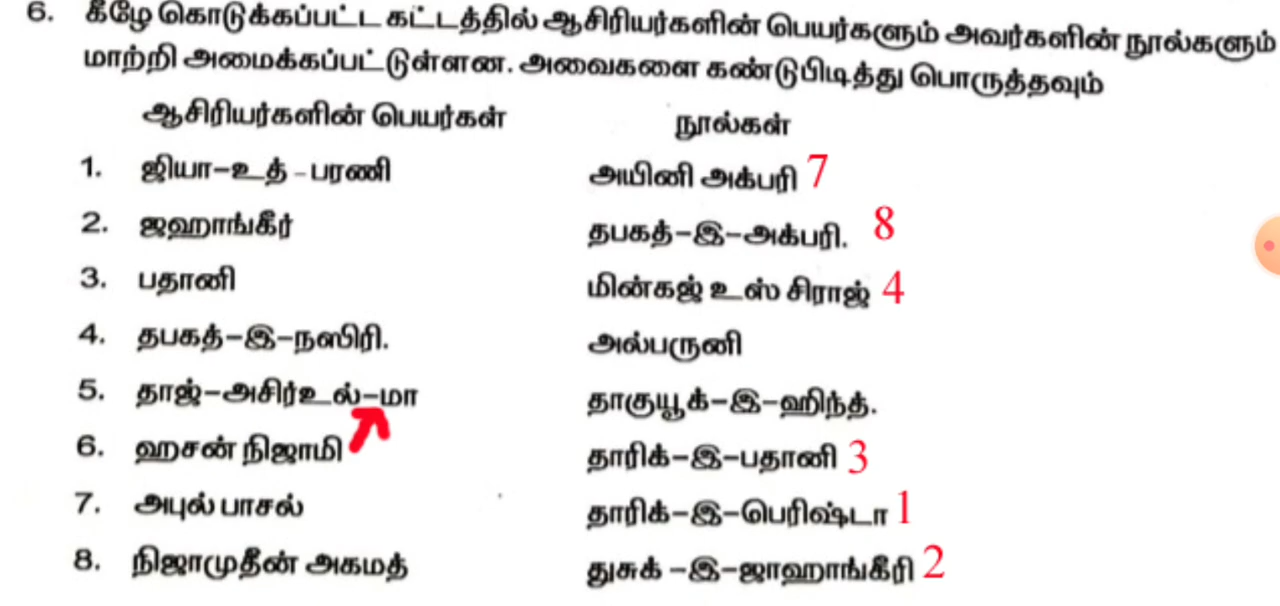 6. கீழே கொடுக்கப்பட்ட கட்டத்தில் ஆசிரியர்களின் பெயர்களும் அவர்களின் நூல்களும்
மாற்றி அமைக்கப்பட்டுள்ளன. அவைகளை கண்டுபிடித்து பொருத்தவும்
ஆசிரியர்களின் பெயர்கள் நூல்கள்
1. ஜியா-உத் - பரணி அயினி அக்பரி 7
2. ஜஹாங்கீர் தபகத்-இ-அக்பரி. 8
3. பதானி மின்கஜ் உஸ் சிராஜ் 4
4. தபகத்-இ-நஸிரி. அல்பருனி
5. தாஜ்-அசிர்உல்-மா தாகுயூக்-இ-ஹிந்த்.
6. ஹசன் நிஜாமி தாரிக்-இ-பதானி 3
7. அபுல் பாசல் தாரிக்-இ-பெரிஷ்டா 1
8. நிஜாமுதீன் அகமத் துசுக் -இ-ஜாஹாங்கீரி 2